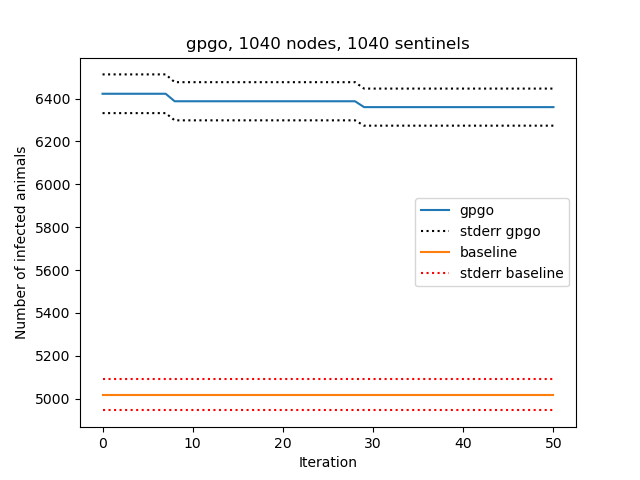 gpgo, 1040 nodes, 1040 sentinels
Number of infected animals
6400
6200
6000
5800
5600
5400
5200
5000
gpgo
stderr gpgo
baseline
stderr baseline
0 10 20 30 40 50
Iteration